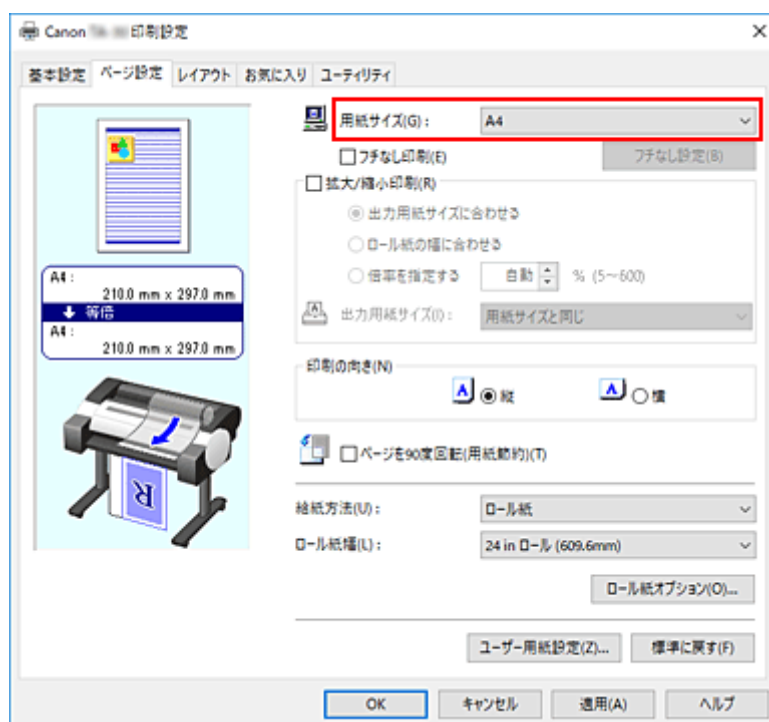 Canon 印刷設定
基本設定 ページ設定 レイアウト お気に入り ユーティリティ
用紙サイズ(G)： A4
フチなし印刷(E) フチなし設定(B)
拡大/縮小印刷(R)
出力用紙サイズに合わせる
ロール紙の幅に合わせる
倍率を指定する 自動 % (5～600)
出力用紙サイズ(I)： 用紙サイズと同じ
A4：
210.0 mm x 297.0 mm
等倍
A4：
210.0 mm x 297.0 mm
印刷の向き(N)
A 縦 A 横
ページを90度回転(用紙節約)(T)
R
給紙方法(U)： ロール紙
ロール紙幅(L)： 24 in ロール (609.6mm)
ロール紙オプション(O)...
ユーザー用紙設定(Z)... 標準に戻す(F)
OK キャンセル 適用(A) ヘルプ